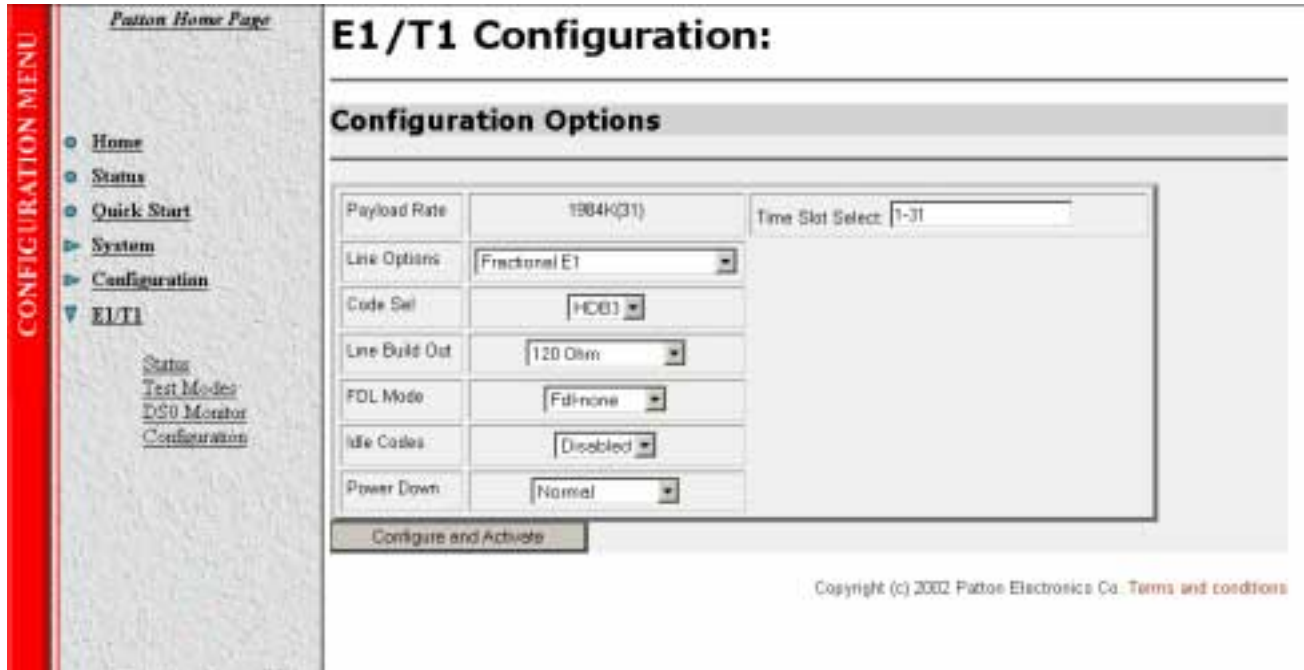 CONFIGURATION MENU
Patton Home Page
Home
Status
Quick Start
System
Configuration
E1/T1
Status
Test Modes
DS0 Monitor
Configuration
E1/T1 Configuration:
Configuration Options
Payload Rate 1984K(31) Time Slot Select: 1-31
Line Options Fractional E1
Code Sel HDB3
Line Build Out 120 Ohm
FDL Mode Fdl-none
Idle Codes Disabled
Power Down Normal
Configure and Activate
Copyright (c) 2002 Patton Electronics Co. Terms and conditions